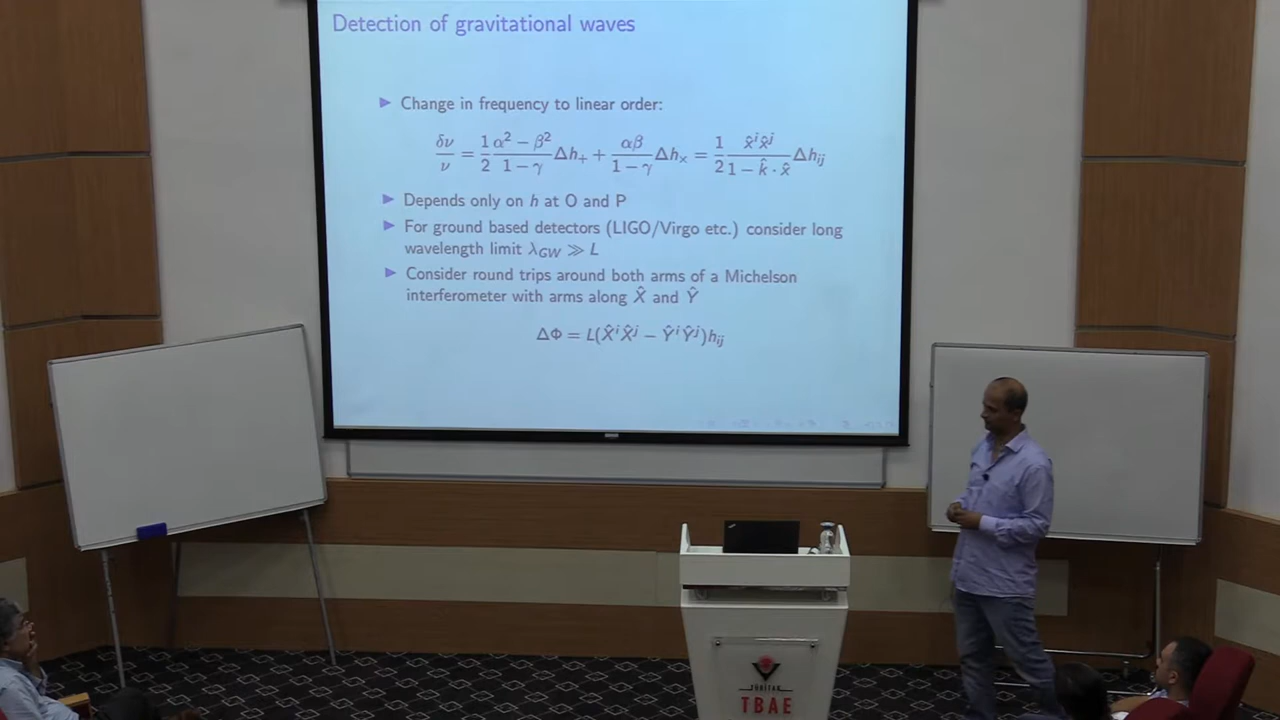 Detection of gravitational waves
▶ Change in frequency to linear order:
δν/ν = 1/2 (α² − β²)/(1 − γ) Δh₊ + αβ/(1 − γ) Δh× = 1/2 x̂ⁱx̂ʲ/(1 − k̂ · x̂) Δhᵢⱼ
▶ Depends only on h at O and P
▶ For ground based detectors (LIGO/Virgo etc.) consider long
wavelength limit λ_GW ≫ L
▶ Consider round trips around both arms of a Michelson
interferometer with arms along X̂ and Ŷ
ΔΦ = L(X̂ⁱX̂ʲ − ŶⁱŶʲ)hᵢⱼ
TBAE